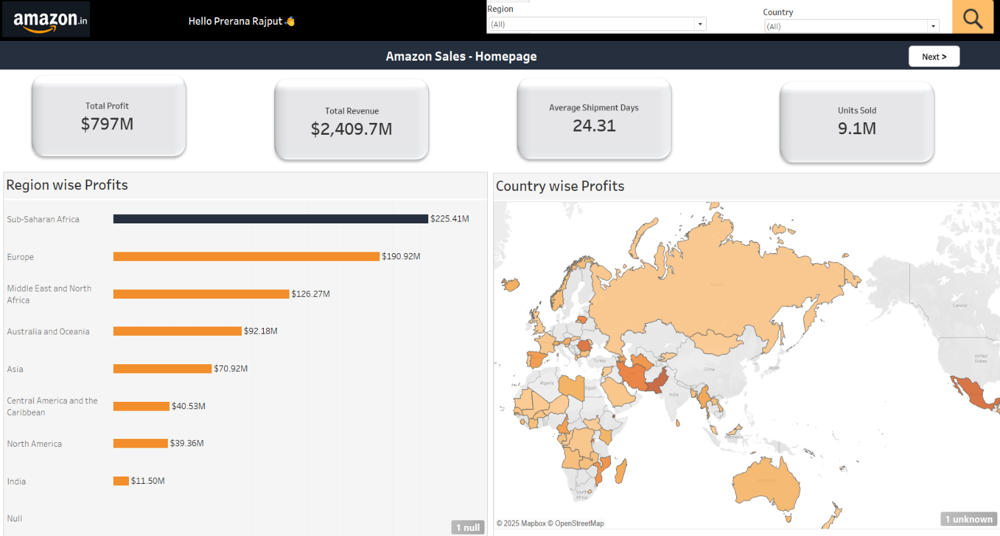 amazon.in
Hello Prerana Rajput 👋
Region
(All)
Country
(All)
Amazon Sales - Homepage
Next >
Total Profit
$797M
Total Revenue
$2,409.7M
Average Shipment Days
24.31
Units Sold
9.1M
Region wise Profits
Sub-Saharan Africa
$225.41M
Europe
$190.92M
Middle East and North
Africa
$126.27M
Australia and Oceania
$92.18M
Asia
$70.92M
Central America and the
Caribbean
$40.53M
North America
$39.36M
India
$11.50M
Null
1 null
Country wise Profits
Canada
United
States
Turkey
China
Japan
Algeria
Egypt
India
Indonesia
South
Africa
© 2025 Mapbox © OpenStreetMap
1 unknown